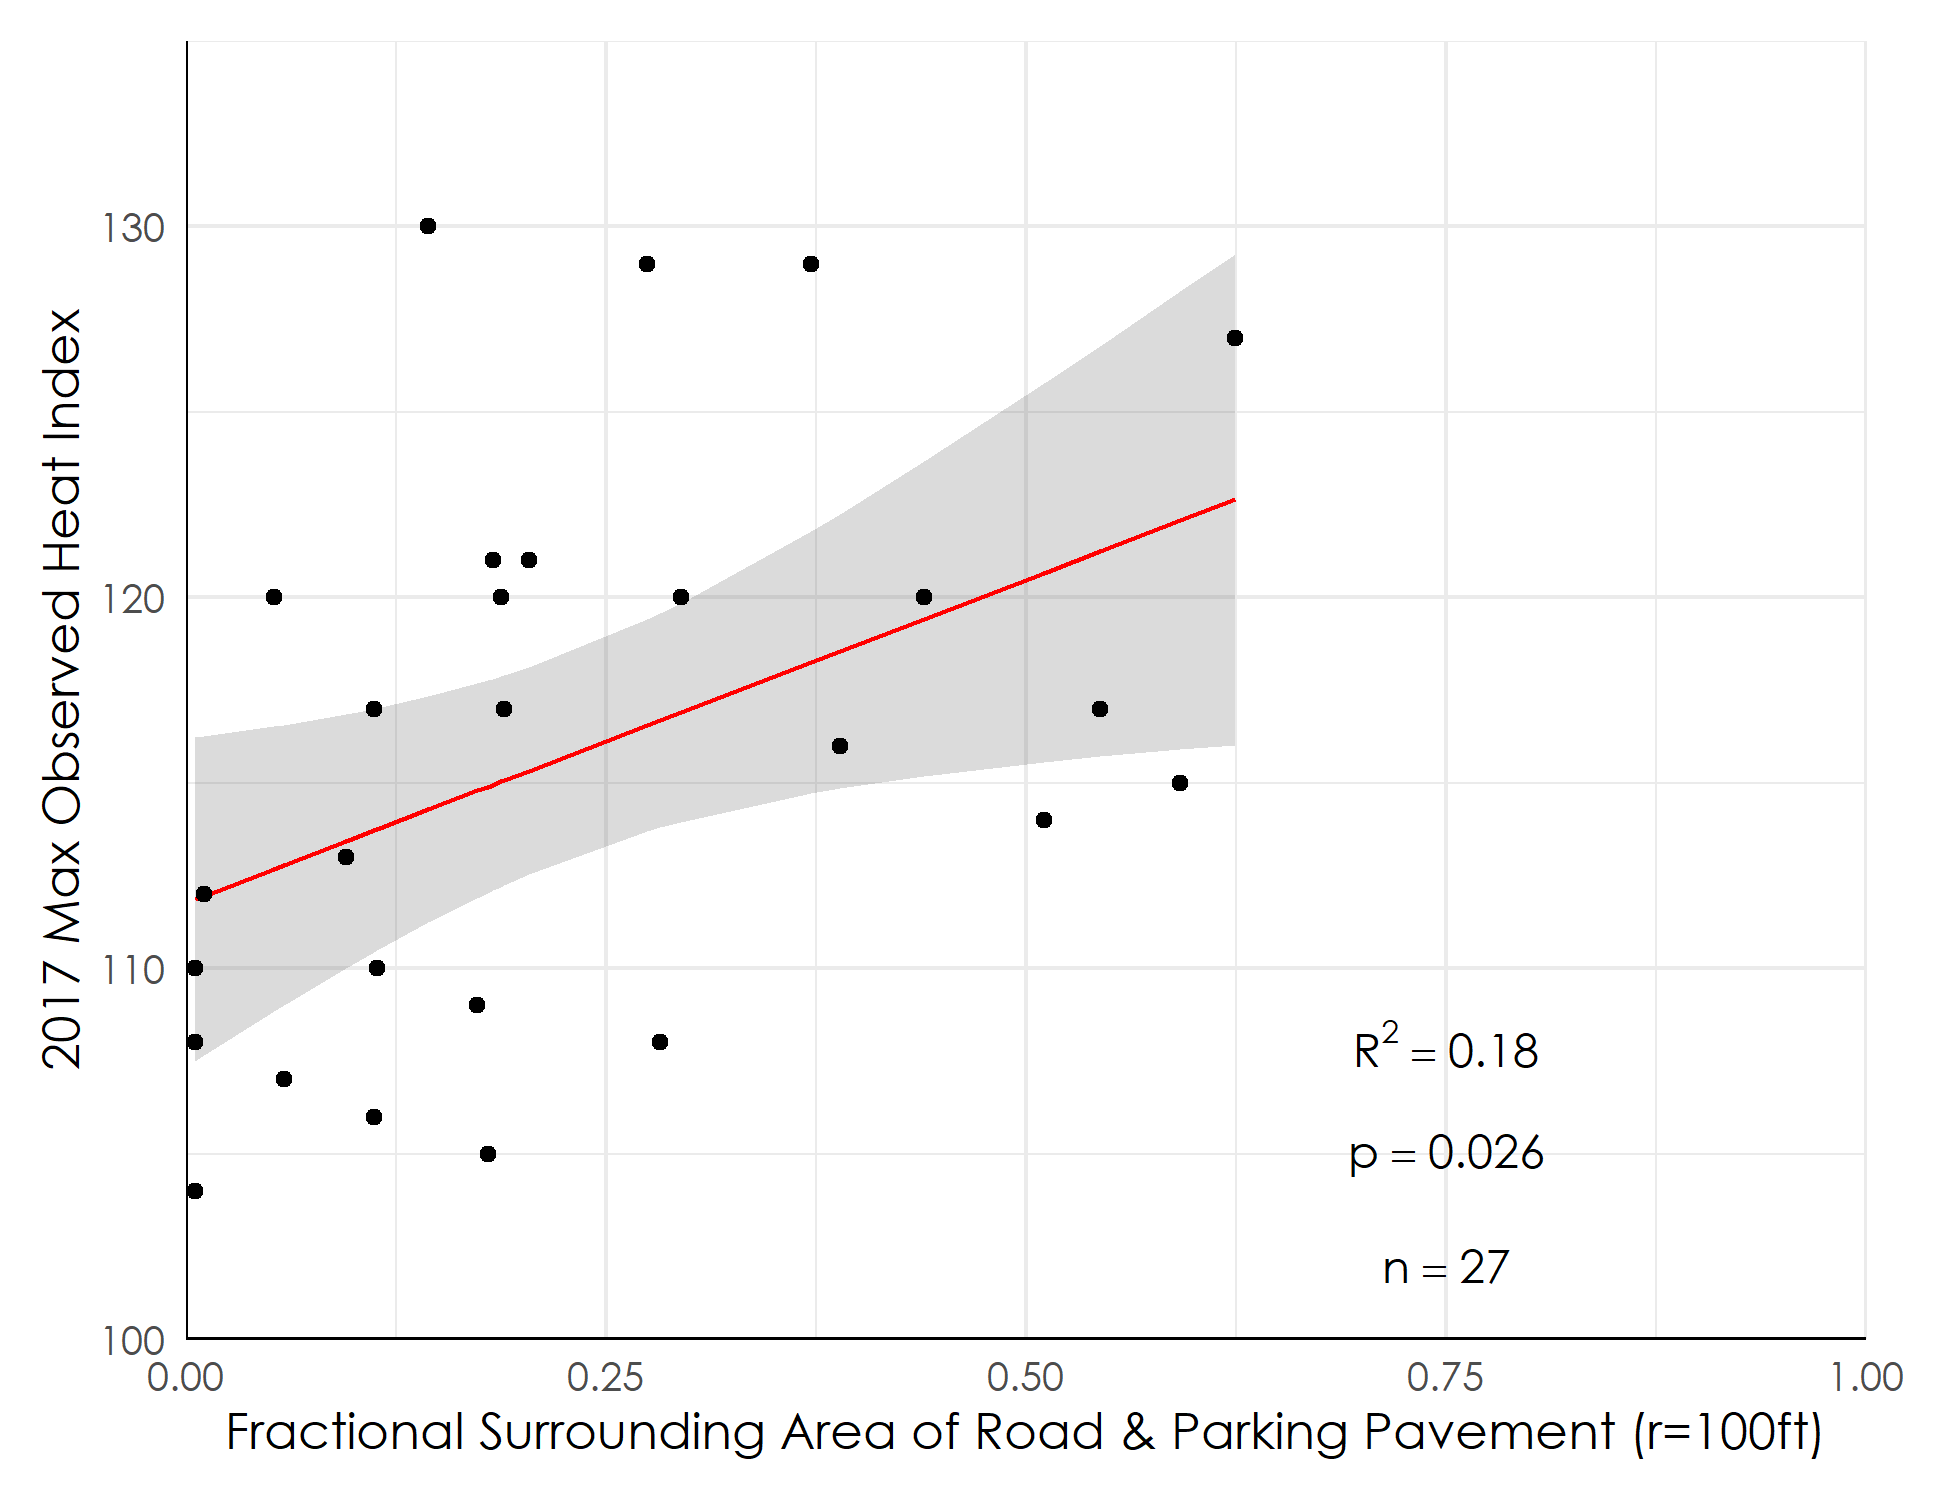 2017 Max Observed Heat Index
130
120
110
100
R² = 0.18
p = 0.026
n = 27
0.00 0.25 0.50 0.75 1.00
Fractional Surrounding Area of Road & Parking Pavement (r=100ft)